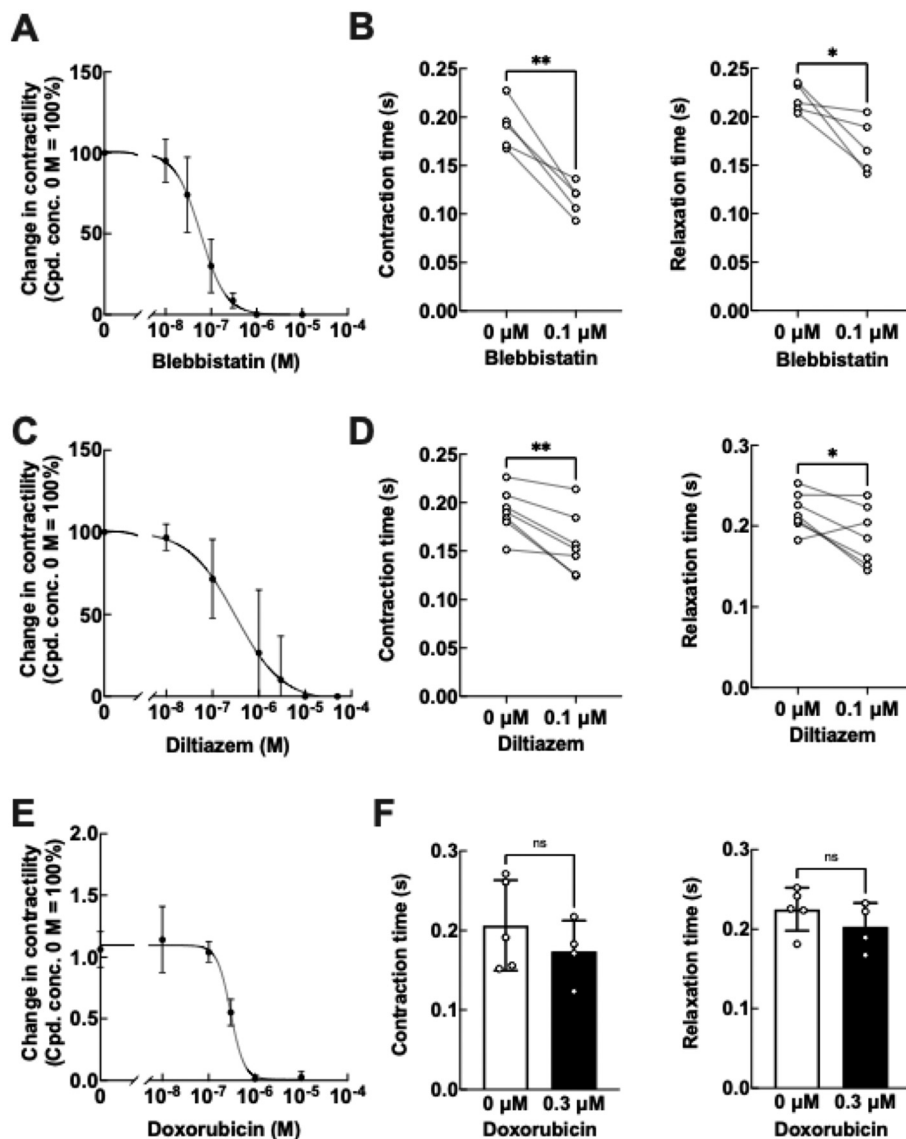 A
Change in contractility
(Cpd. conc. 0 M = 100%)
150
100
50
0
0
10⁻⁸ 10⁻⁷ 10⁻⁶ 10⁻⁵ 10⁻⁴
Blebbistatin (M)
B
Contraction time (s)
0.25
0.20
0.15
0.10
0.05
0.00
**
0 µM 0.1 µM
Blebbistatin
Relaxation time (s)
0.25
0.20
0.15
0.10
0.05
0.00
*
0 µM 0.1 µM
Blebbistatin
C
Change in contractility
(Cpd. conc. 0 M = 100%)
150
100
50
0
0
10⁻⁸ 10⁻⁷ 10⁻⁶ 10⁻⁵ 10⁻⁴
Diltiazem (M)
D
Contraction time (s)
0.25
0.20
0.15
0.10
0.05
0.00
**
0 µM 0.1 µM
Diltiazem
Relaxation time (s)
0.3
0.2
0.1
0.0
*
0 µM 0.1 µM
Diltiazem
E
Change in contractility
(Cpd. conc. 0 M = 100%)
2.0
1.5
1.0
0.5
0.0
0
10⁻⁸ 10⁻⁷ 10⁻⁶ 10⁻⁵ 10⁻⁴
Doxorubicin (M)
F
Contraction time (s)
0.3
0.2
0.1
0.0
ns
0 µM 0.3 µM
Doxorubicin
Relaxation time (s)
0.3
0.2
0.1
0.0
ns
0 µM 0.3 µM
Doxorubicin